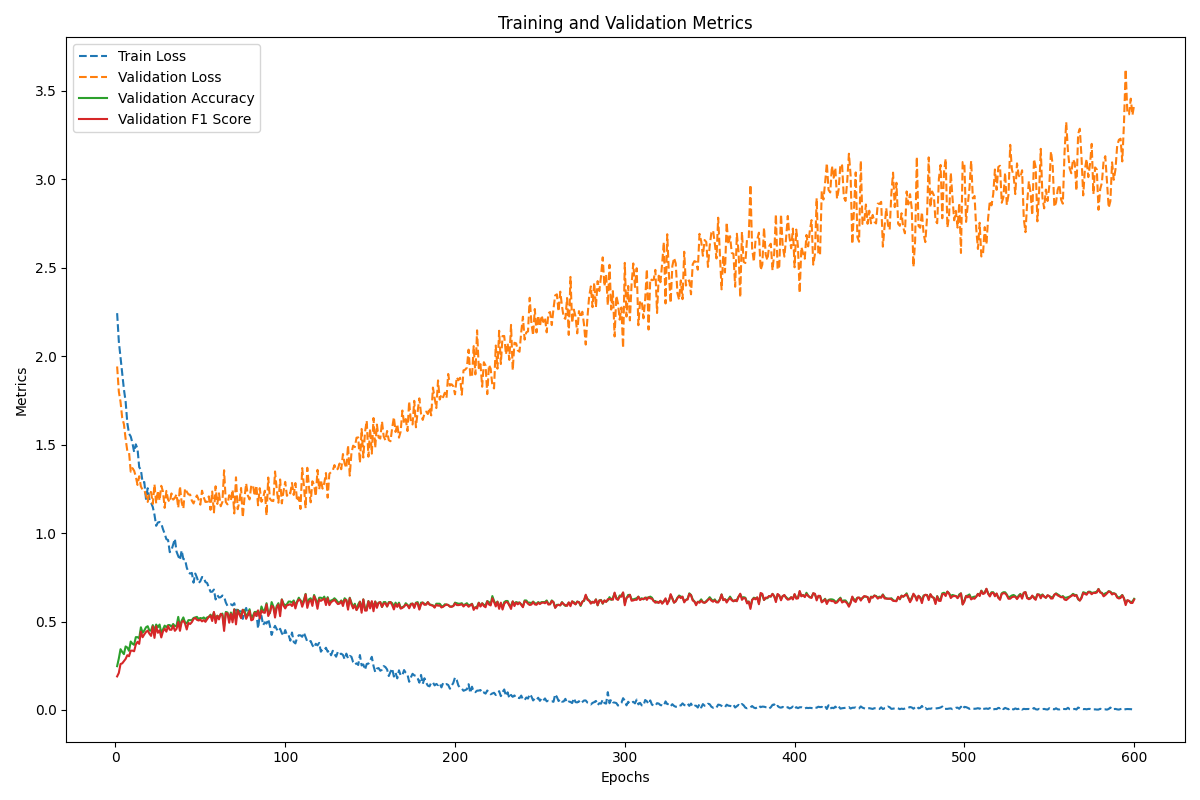 Training and Validation Metrics
Train Loss
Validation Loss
Validation Accuracy
Validation F1 Score
Metrics
3.5
3.0
2.5
2.0
1.5
1.0
0.5
0.0
0 100 200 300 400 500 600
Epochs